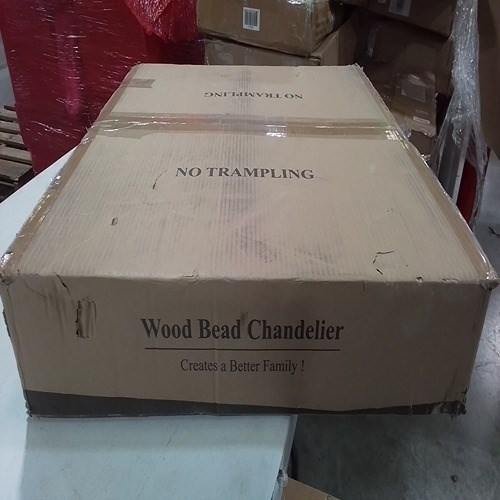 NO TRAMPLING
NO TRAMPLING
Wood Bead Chandelier
Creates a Better Family !